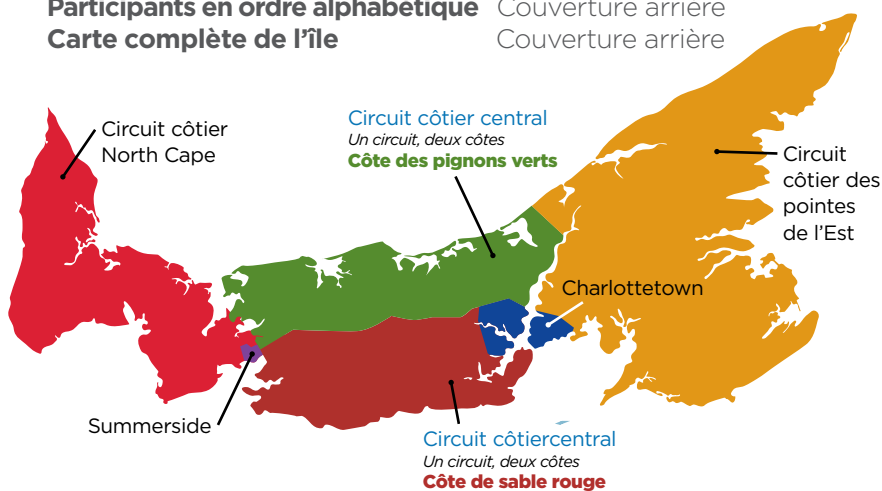 Participants en ordre alphabétique Couverture arrière
Carte complète de l'île Couverture arrière
Circuit côtier
North Cape
Circuit côtier central
Un circuit, deux côtes
Côte des pignons verts
Circuit
côtier des
pointes
de l'Est
Charlottetown
Summerside
Circuit côtiercentral
Un circuit, deux côtes
Côte de sable rouge